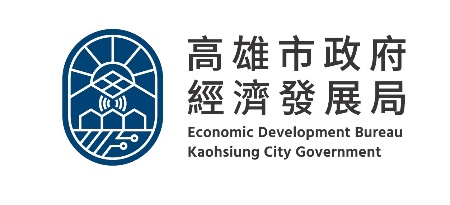 高雄市政府
經濟發展局
Economic Development Bureau
Kaohsiung City Government